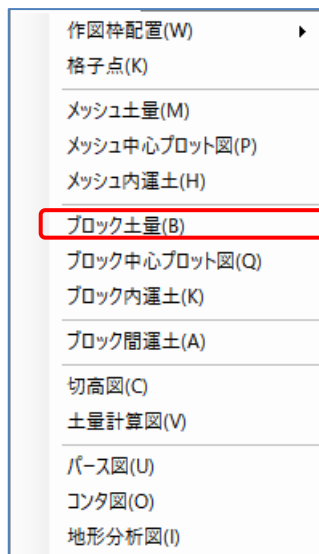 作図枠配置(W)
格子点(K)
メッシュ土量(M)
メッシュ中心プロット図(P)
メッシュ内運土(H)
ブロック土量(B)
ブロック中心プロット図(Q)
ブロック内運土(K)
ブロック間運土(A)
切高図(C)
土量計算図(V)
パース図(U)
コンタ図(O)
地形分析図(I)